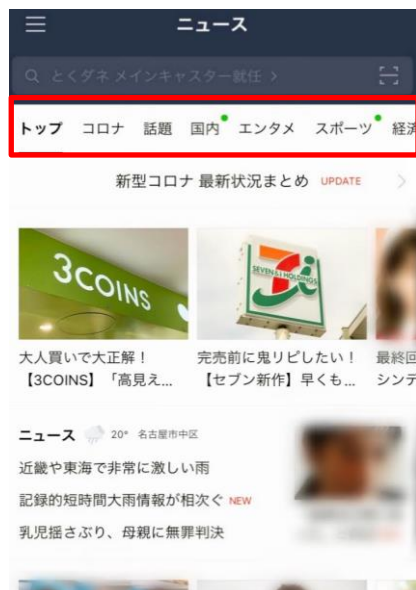 ニュース
とくダネ メインキャスター就任 >
トップ コロナ 話題 国内 エンタメ スポーツ 経済
新型コロナ 最新状況まとめ UPDATE
3COINS
SEVEN & i HOLDINGS
大人買いで大正解！
【3COINS】「高見え...
完売前に鬼リピしたい！
【セブン新作】早くも...
最終回
シンデ
ニュース 20° 名古屋市中区
近畿や東海で非常に激しい雨
記録的短時間大雨情報が相次ぐ NEW
乳児揺さぶり、母親に無罪判決